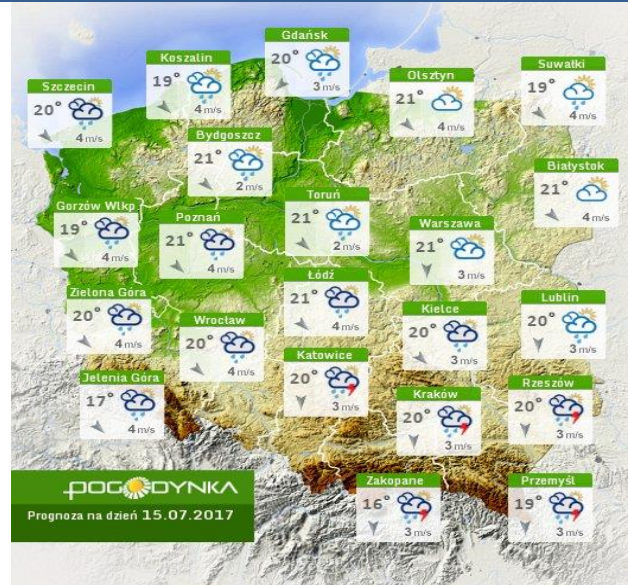 Gdańsk
20°
3 m/s
Koszalin
19°
4 m/s
Suwałki
19°
4 m/s
Olsztyn
21°
4 m/s
Szczecin
20°
4 m/s
Bydgoszcz
21°
2 m/s
Białystok
21°
4 m/s
Toruń
21°
2 m/s
Gorzów Wlkp
19°
4 m/s
Poznań
21°
4 m/s
Warszawa
21°
3 m/s
Łódź
21°
4 m/s
Zielona Góra
20°
4 m/s
Lublin
20°
3 m/s
Kielce
20°
3 m/s
Wrocław
20°
4 m/s
Katowice
20°
3 m/s
Jelenia Góra
17°
4 m/s
Rzeszów
20°
3 m/s
Kraków
20°
3 m/s
Zakopane
16°
3 m/s
Przemyśl
19°
3 m/s
POGODYNKA
Prognoza na dzień 15.07.2017